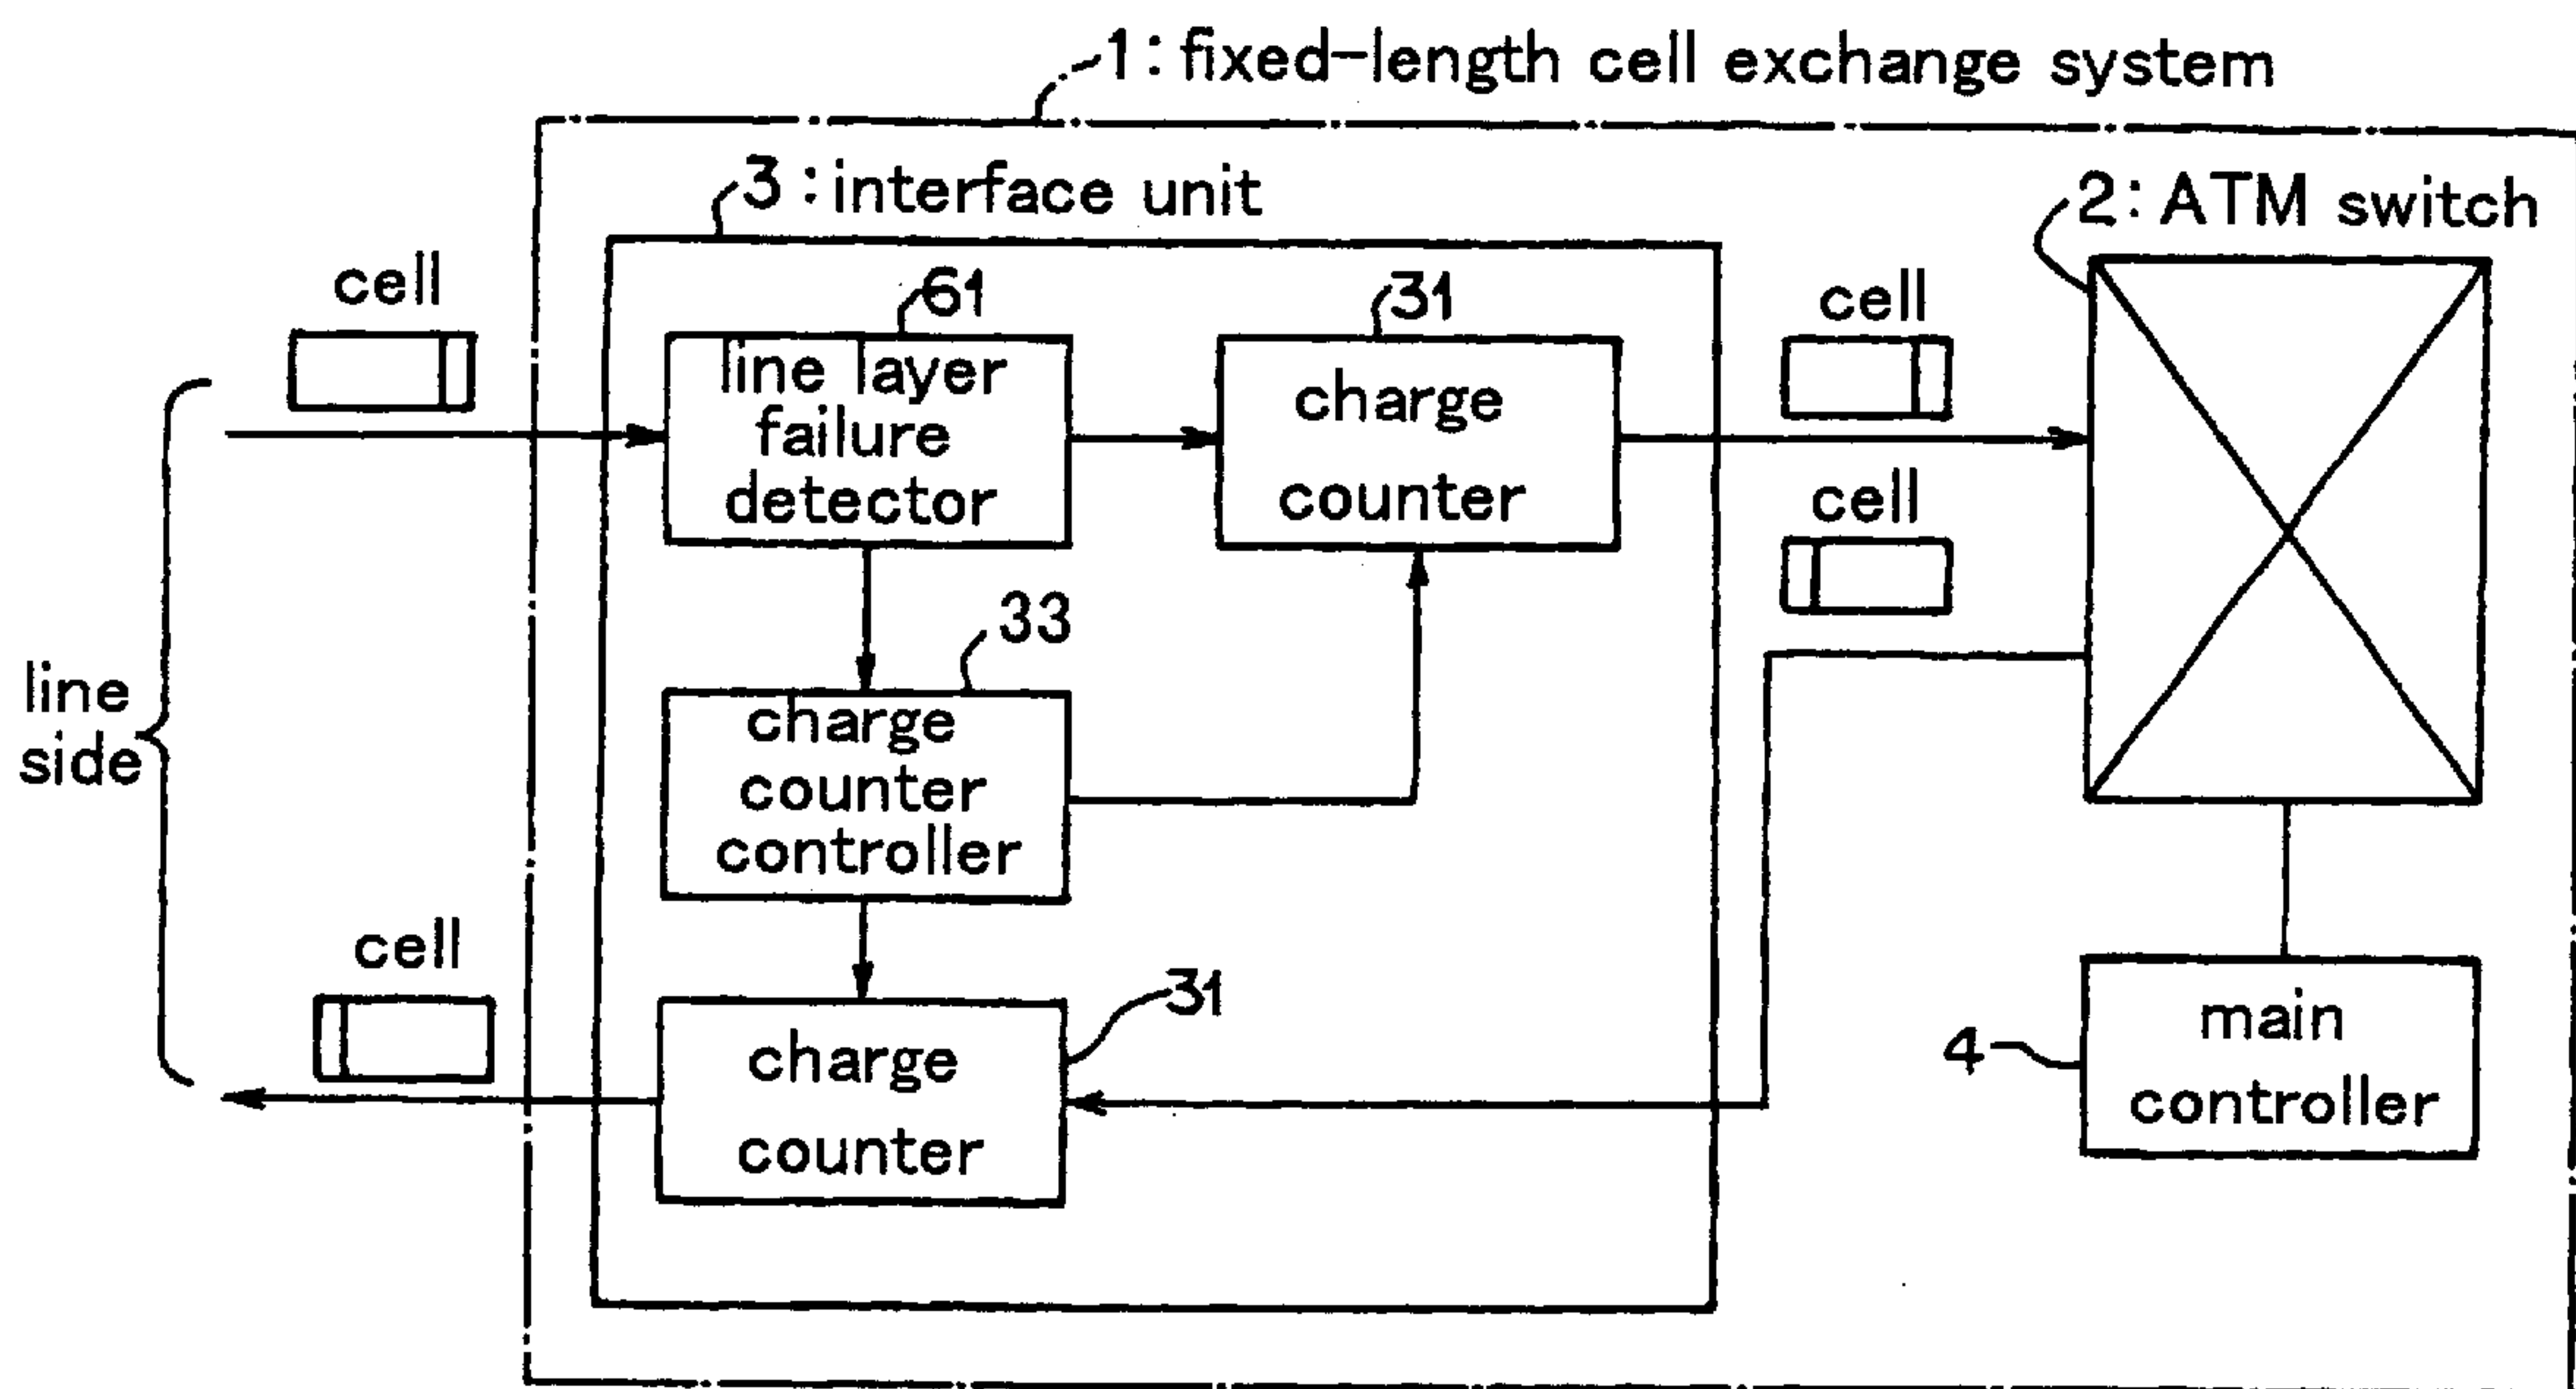 1: fixed-length cell exchange system
3: interface unit
2: ATM switch
cell
61
31
cell
line layer
failure
detector
charge
counter
cell
33
line
side
charge
counter
controller
cell
31
charge
counter
4
main
controller